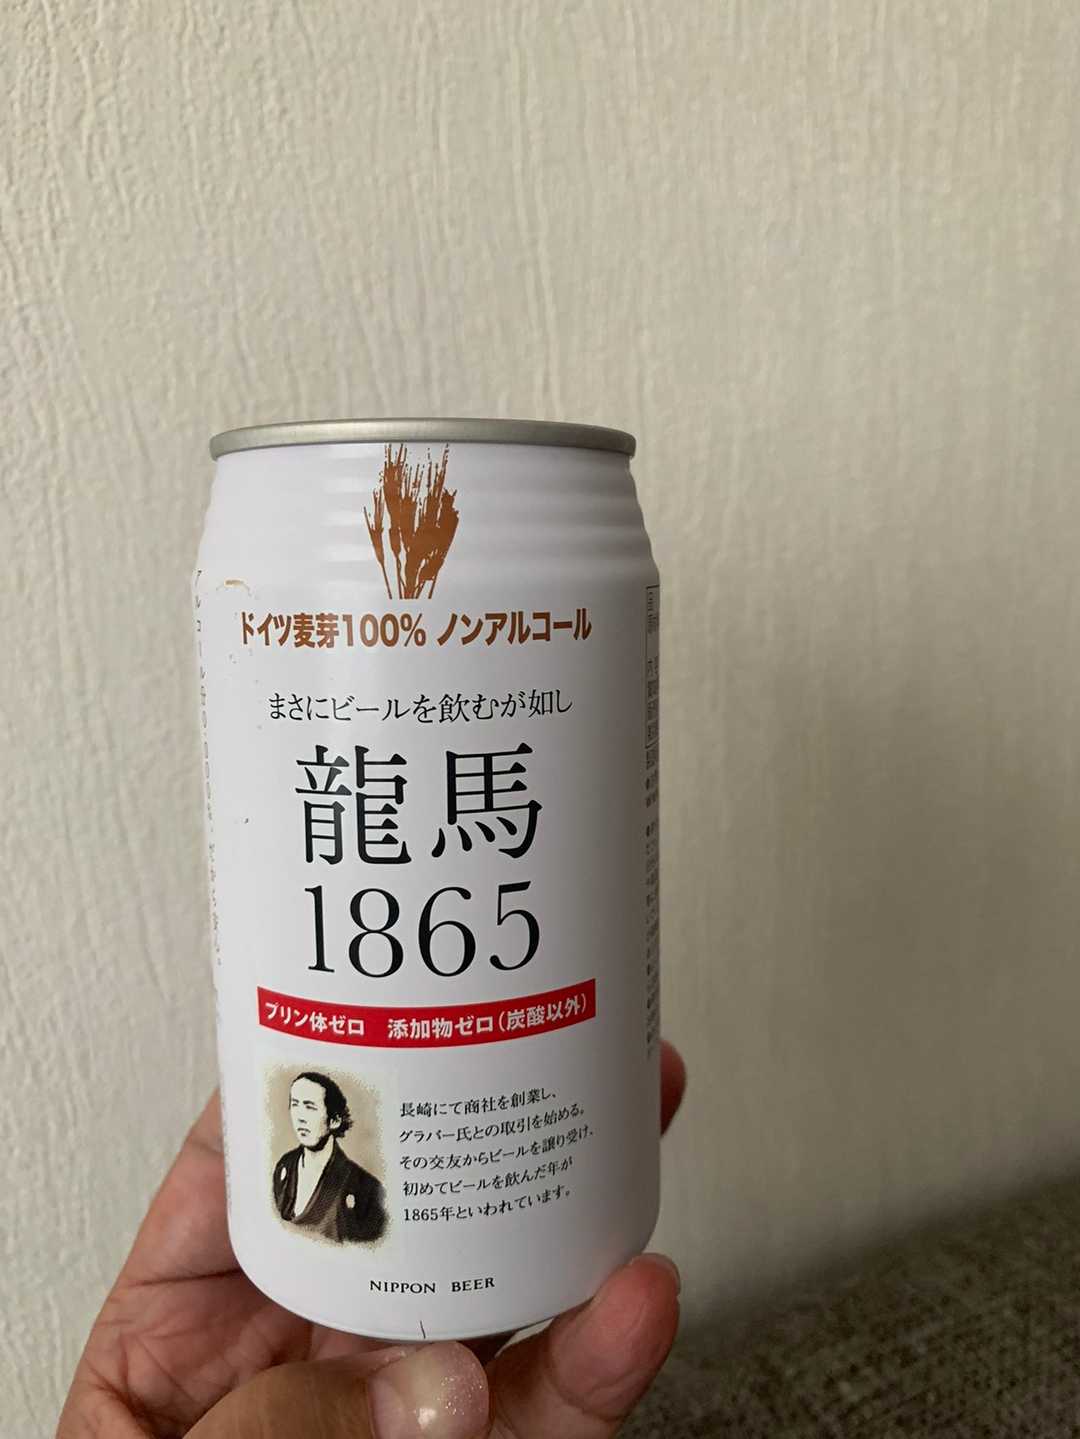 ドイツ麦芽100% ノンアルコール
まさにビールを飲むが如し
龍馬
1865
プリン体ゼロ 添加物ゼロ(炭酸以外)
長崎にて商社を創業し、
グラバー氏との取引を始める。
その交友からビールを譲り受け、
初めてビールを飲んだ年が
1865年といわれています。
NIPPON BEER